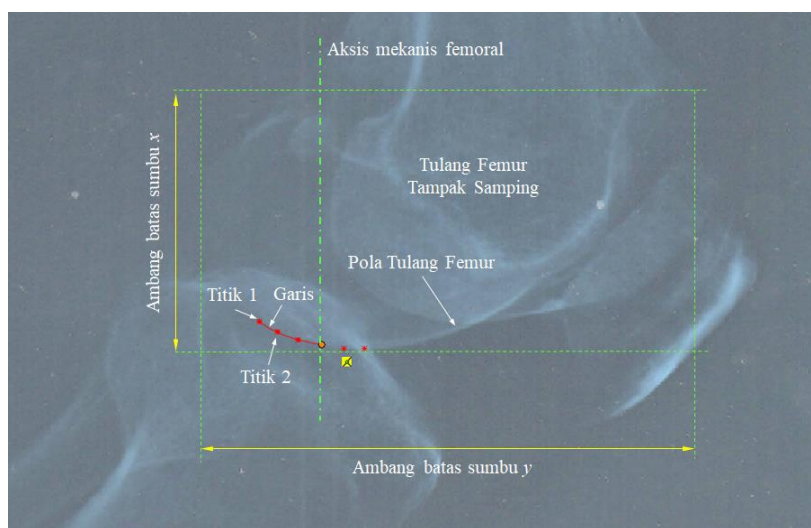 Aksis mekanis femoral
Ambang batas sumbu x
Tulang Femur
Tampak Samping
Pola Tulang Femur
Titik 1
Garis
Titik 2
Ambang batas sumbu y